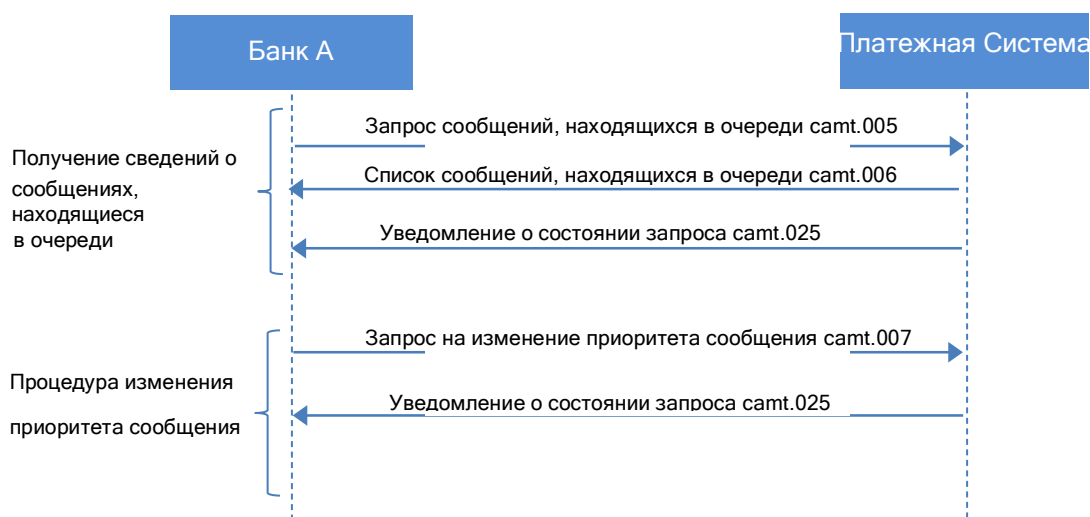 Банк А
Платежная Система
Запрос сообщений, находящихся в очереди camt.005
Получение сведений о
сообщениях,
находящиеся
в очереди
Список сообщений, находящихся в очереди camt.006
Уведомление о состоянии запроса camt.025
Запрос на изменение приоритета сообщения camt.007
Процедура изменения
приоритета сообщения
Уведомление о состоянии запроса camt.025